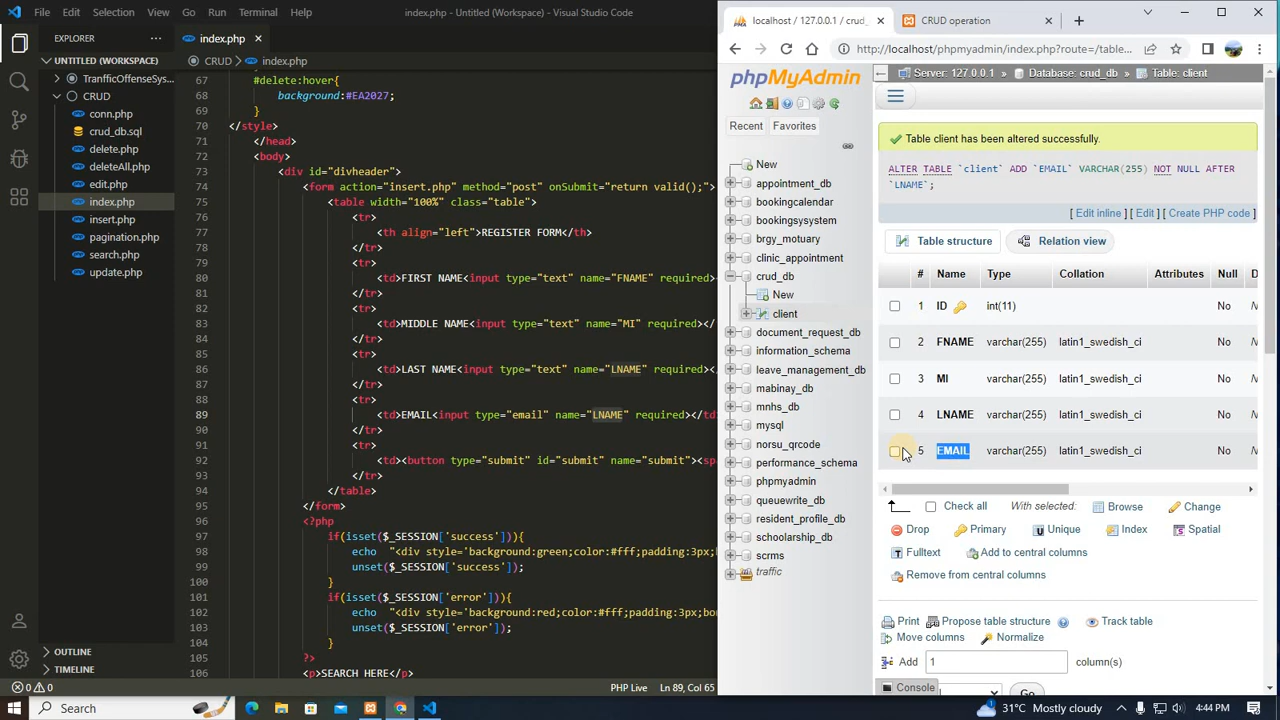 File Edit Selection View Go Run Terminal Help index.php - Untitled (Workspace) - Visual Studio Code
EXPLORER
UNTITLED (WORKSPACE)
TranfficOffenseSy...
CRUD
conn.php
crud_db.sql
delete.php
deleteAll.php
edit.php
index.php
insert.php
pagination.php
search.php
update.php
OUTLINE
TIMELINE
index.php
CRUD index.php
67 #delete:hover{
68 background:#EA2027;
69 }
70 </style>
71 </head>
72 <body>
73 <div id="divheader">
74 <form action="insert.php" method="post" onSubmit="return valid();"
75 <table width="100%" class="table">
76 <tr>
77 <th align="left">REGISTER FORM</th>
78 </tr>
79 <tr>
80 <td>FIRST NAME<input type="text" name="FNAME" required>
81 </tr>
82 <tr>
83 <td>MIDDLE NAME<input type="text" name="MI" required></
84 </tr>
85 <tr>
86 <td>LAST NAME<input type="text" name="LNAME" required><
87 </tr>
88 <tr>
89 <td>EMAIL<input type="email" name="LNAME" required></td
90 </tr>
91 <tr>
92 <td><button type="submit" id="submit" name="submit"><sp
93 </tr>
94 </table>
95 </form>
96 <?php
97 if(isset($_SESSION['success'])){
98 echo "<div style='background:green;color:#fff;padding:3px;b
99 unset($_SESSION['success']);
100 }
101 if(isset($_SESSION['error'])){
102 echo "<div style='background:red;color:#fff;padding:3px;bor
103 unset($_SESSION['error']);
104 }
105 ?>
106 <p>SEARCH HERE</p>
0 0 PHP Live Ln 89, Col 65
localhost / 127.0.0.1 / crud_
CRUD operation
http://localhost/phpmyadmin/index.php?route=/table...
phpMyAdmin
Recent Favorites
New
appointment_db
bookingcalendar
bookingsysystem
brgy_motuary
clinic_appointment
crud_db
New
client
document_request_db
information_schema
leave_management_db
mabinay_db
mnhs_db
mysql
norsu_qrcode
performance_schema
phpmyadmin
queuewrite_db
resident_profile_db
schoolarship_db
scrms
traffic
Server: 127.0.0.1 » Database: crud_db » Table: client
Table client has been altered successfully.
ALTER TABLE `client` ADD `EMAIL` VARCHAR(255) NOT NULL AFTER
`LNAME`;
[ Edit inline ] [ Edit ] [ Create PHP code ]
Table structure Relation view
# Name Type Collation Attributes Null D
1 ID int(11) No N
2 FNAME varchar(255) latin1_swedish_ci No N
3 MI varchar(255) latin1_swedish_ci No N
4 LNAME varchar(255) latin1_swedish_ci No N
5 EMAIL varchar(255) latin1_swedish_ci No N
Check all With selected: Browse Change
Drop Primary Unique Index Spatial
Fulltext Add to central columns
Remove from central columns
Print Propose table structure Track table
Move columns Normalize
Add 1 column(s)
Console Go
Search 31°C Mostly cloudy 4:44 PM